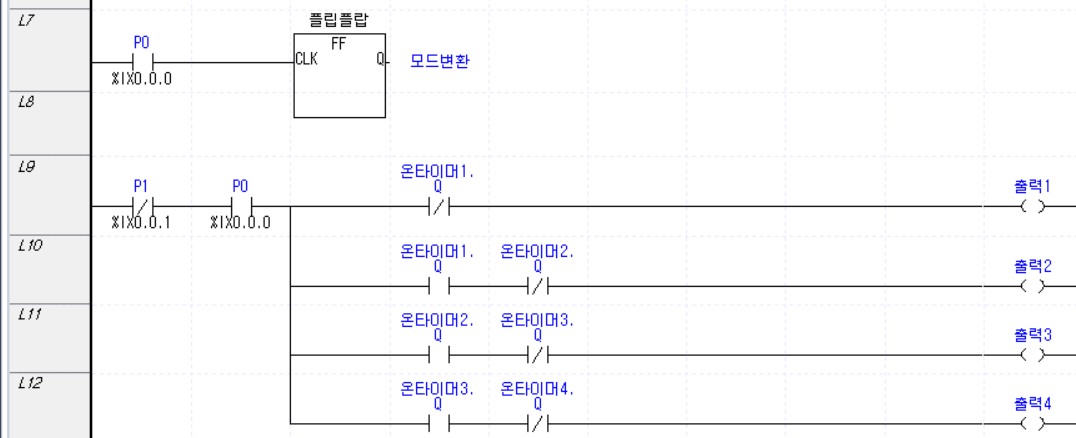 L7
플립플랍
P0
FF
CLK
Q
모드변환
%IX0.0.0
L8
L9
온타이머1.
P1
P0
Q
출력1
%IX0.0.1
%IX0.0.0
L10
온타이머1.
온타이머2.
Q
Q
출력2
L11
온타이머2.
온타이머3.
Q
Q
출력3
L12
온타이머3.
온타이머4.
Q
Q
출력4